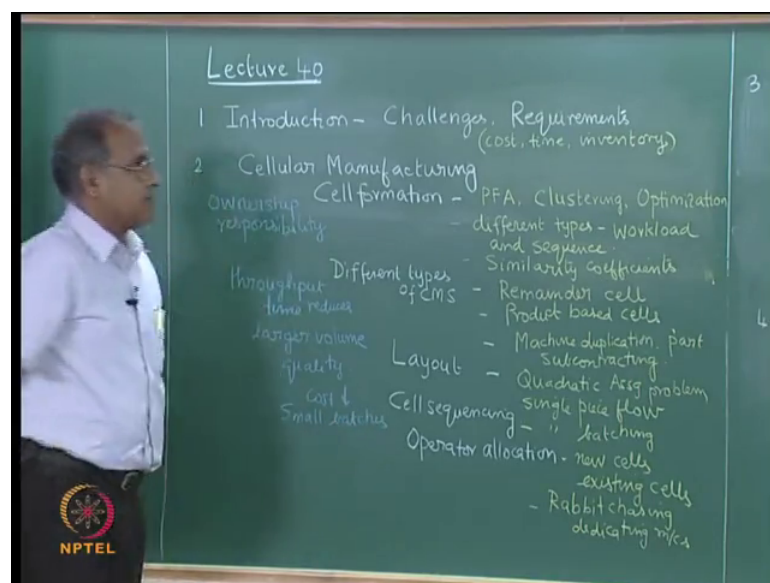 Lecture 40
1 Introduction - Challenges, Requirements
(cost, time, inventory)
2 Cellular Manufacturing
Cell formation - PFA, Clustering, Optimization
- different types - workload
and sequence
- Similarity coefficients
Ownership
responsibility
Different types
of CMS - Remainder cell
- Product based cells
- Machine duplication, part
subcontracting
throughput
time reduces
larger volume
quality
cost ↓
Small batches
Layout - Quadratic Assg problem
Cell sequencing - single piece flow
" batching
Operator allocation - new cells
existing cells
- Rabbit chasing
dedicating m/cs
3
4
NPTEL